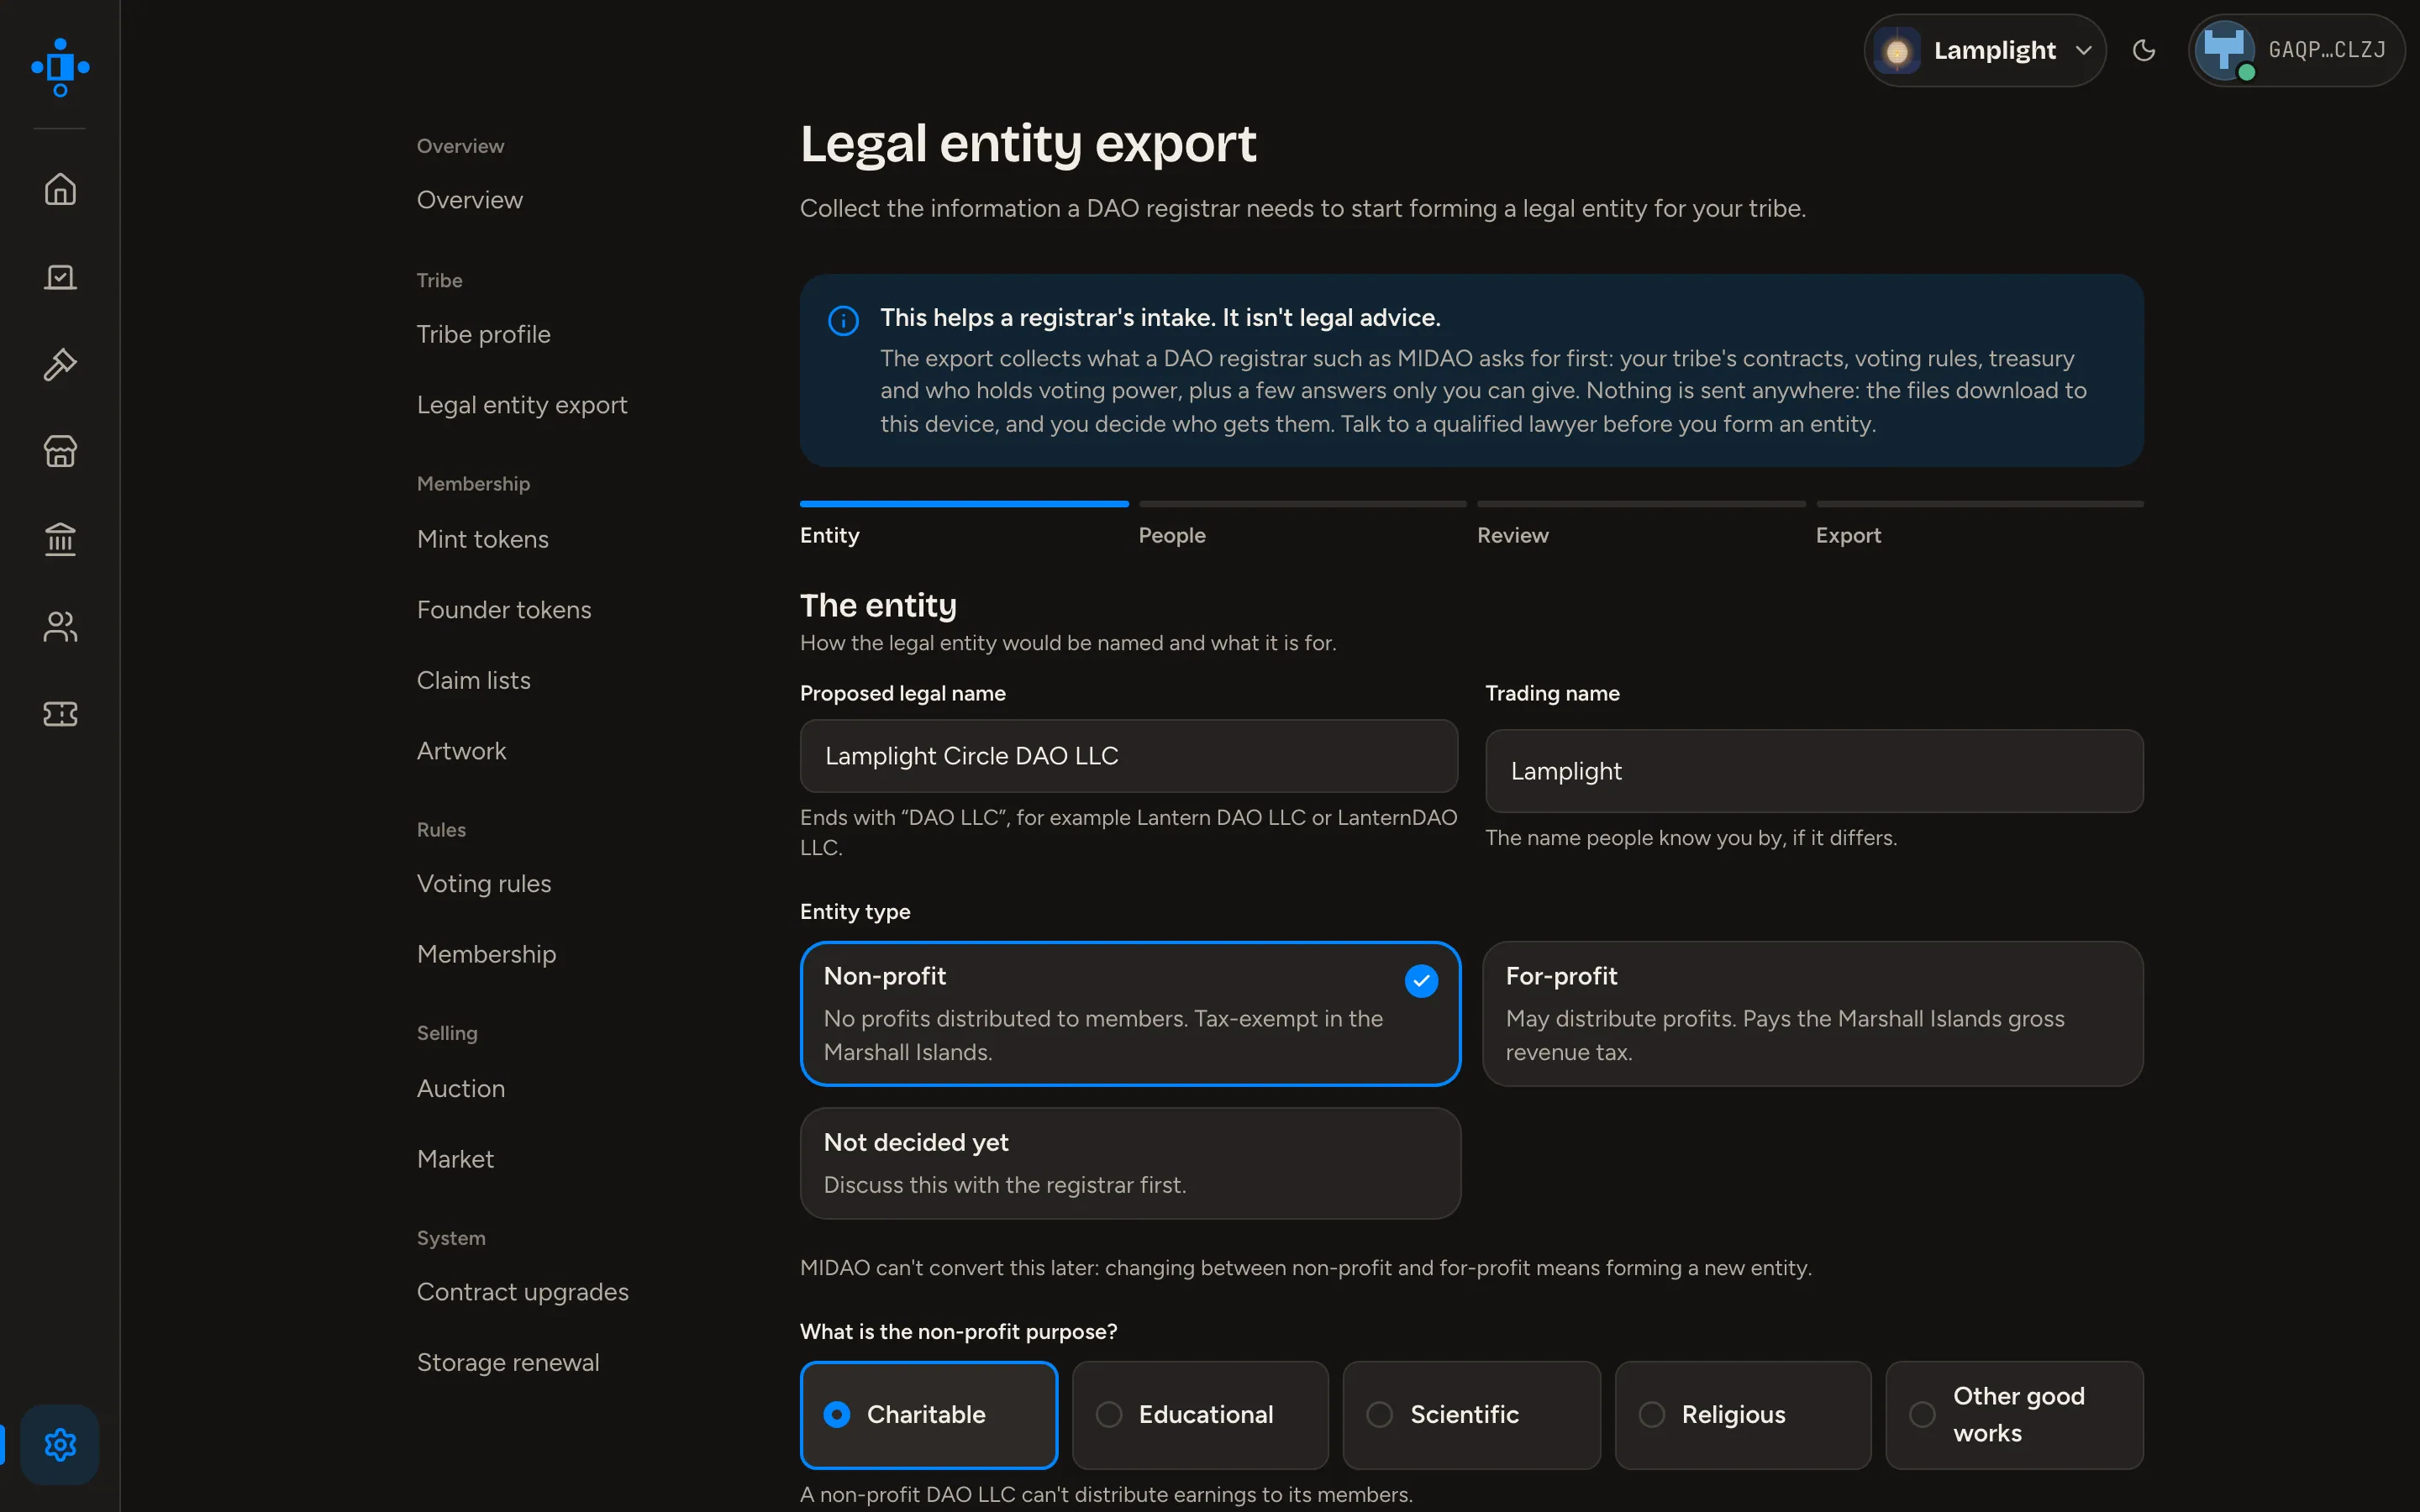 Lamplight
GAQP…CLZJ
Overview
Overview
Tribe
Tribe profile
Legal entity export
Membership
Mint tokens
Founder tokens
Claim lists
Artwork
Rules
Voting rules
Membership
Selling
Auction
Market
System
Contract upgrades
Storage renewal
Legal entity export
Collect the information a DAO registrar needs to start forming a legal entity for your tribe.
This helps a registrar's intake. It isn't legal advice.
The export collects what a DAO registrar such as MIDAO asks for first: your tribe's contracts, voting rules, treasury
and who holds voting power, plus a few answers only you can give. Nothing is sent anywhere: the files download to
this device, and you decide who gets them. Talk to a qualified lawyer before you form an entity.
Entity
People
Review
Export
The entity
How the legal entity would be named and what it is for.
Proposed legal name
Lamplight Circle DAO LLC
Ends with “DAO LLC”, for example Lantern DAO LLC or LanternDAO
LLC.
Trading name
Lamplight
The name people know you by, if it differs.
Entity type
Non-profit
No profits distributed to members. Tax-exempt in the
Marshall Islands.
For-profit
May distribute profits. Pays the Marshall Islands gross
revenue tax.
Not decided yet
Discuss this with the registrar first.
MIDAO can't convert this later: changing between non-profit and for-profit means forming a new entity.
What is the non-profit purpose?
Charitable
Educational
Scientific
Religious
Other good
works
A non-profit DAO LLC can't distribute earnings to its members.